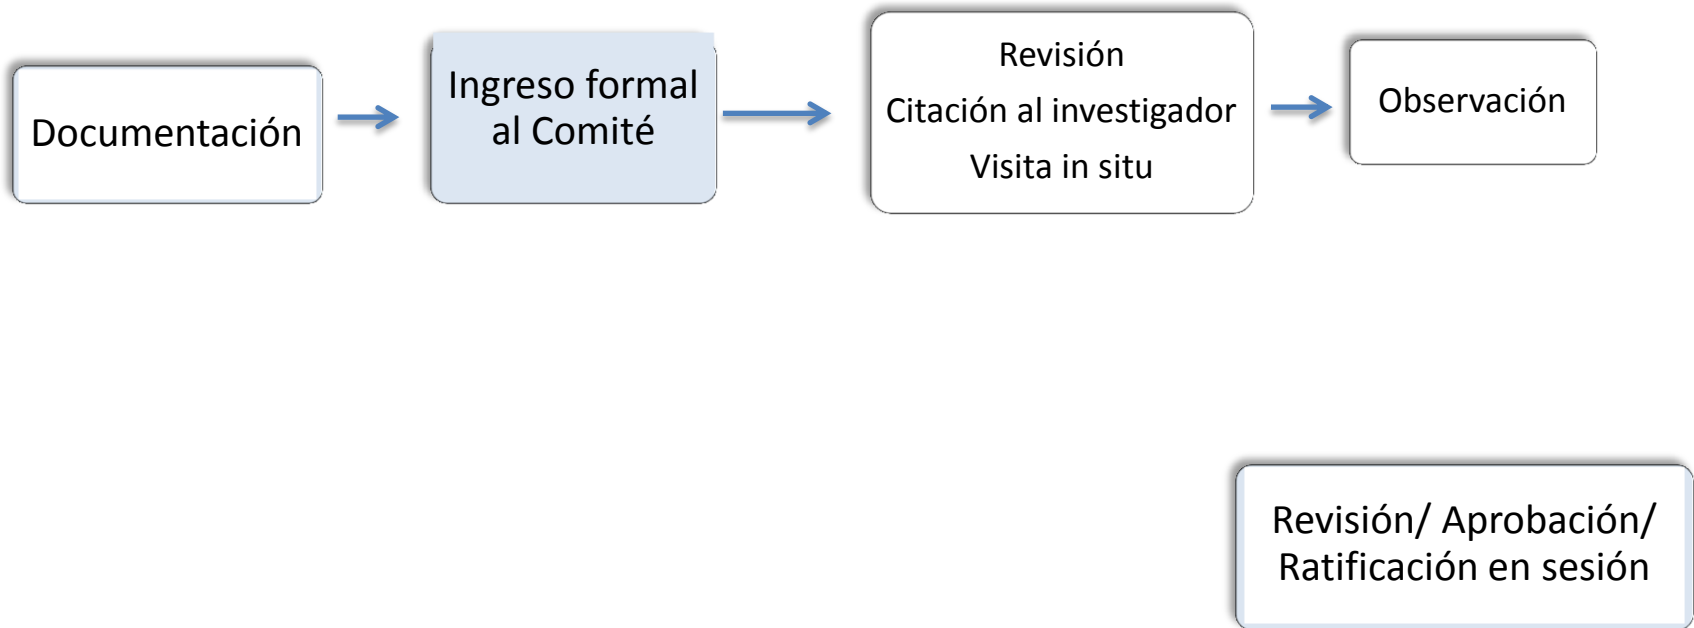 Documentación
Ingreso formal
al Comité
Revisión
Citación al investigador
Visita in situ
Observación
Revisión/ Aprobación/
Ratificación en sesión